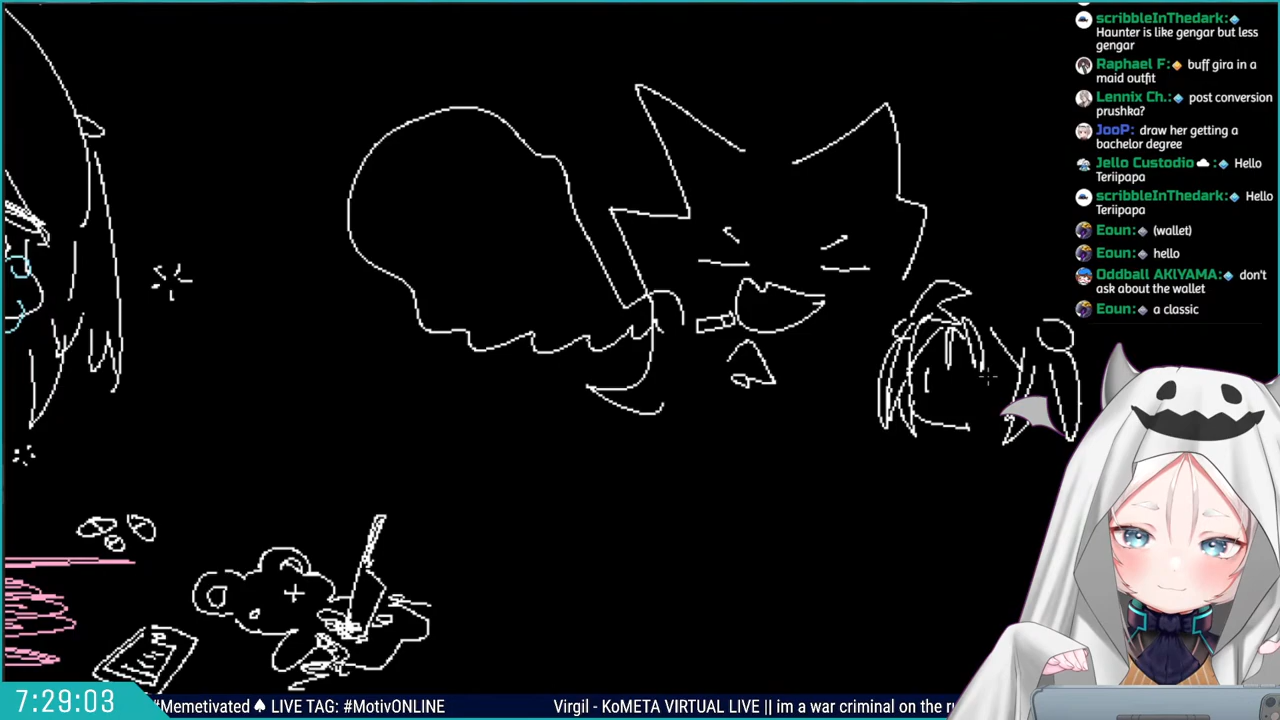 scribbleInThedark:
Haunter is like gengar but less
gengar
Raphael F: buff gira in a
maid outfit
Lennix Ch.: post conversion
prushka?
JooP: draw her getting a
bachelor degree
Jello Custodio : Hello
Teriipapa
scribbleInThedark: Hello
Teriipapa
Eoun: (wallet)
Eoun: hello
Oddball AKIYAMA: don't
ask about the wallet
Eoun: a classic
7:29:03
#Memetivated ♠ LIVE TAG: #MotivONLINE
Virgil - KoMETA VIRTUAL LIVE || im a war criminal on the ru